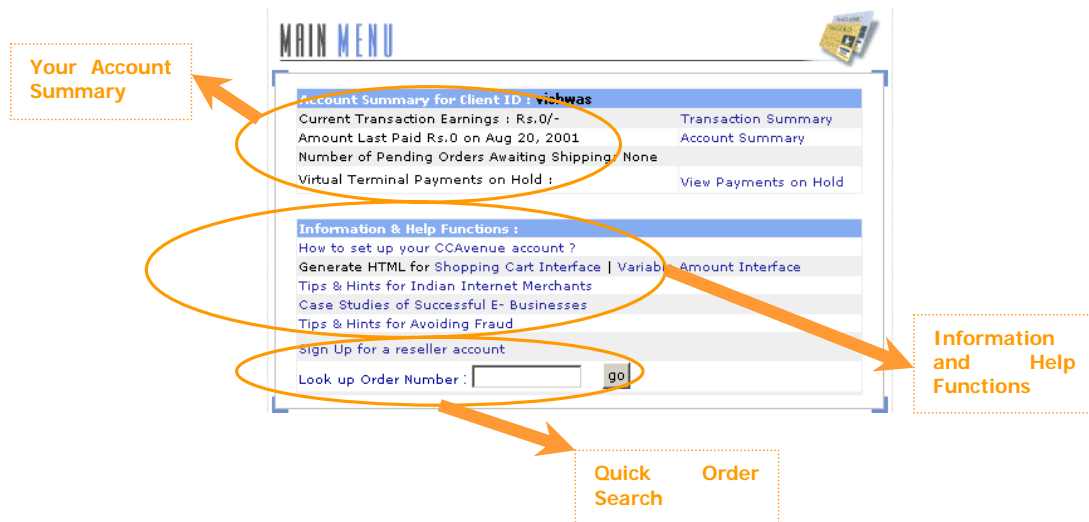 MAIN MENU
Your Account
Summary
Account Summary for Client ID : vishwas
Current Transaction Earnings : Rs.0/- Transaction Summary
Amount Last Paid Rs.0 on Aug 20, 2001 Account Summary
Number of Pending Orders Awaiting Shipping: None
Virtual Terminal Payments on Hold : View Payments on Hold
Information & Help Functions :
How to set up your CCAvenue account ?
Generate HTML for Shopping Cart Interface | Variable Amount Interface
Tips & Hints for Indian Internet Merchants
Case Studies of Successful E- Businesses
Tips & Hints for Avoiding Fraud
Sign Up for a reseller account
Look up Order Number : go
Information
and Help
Functions
Quick Order
Search